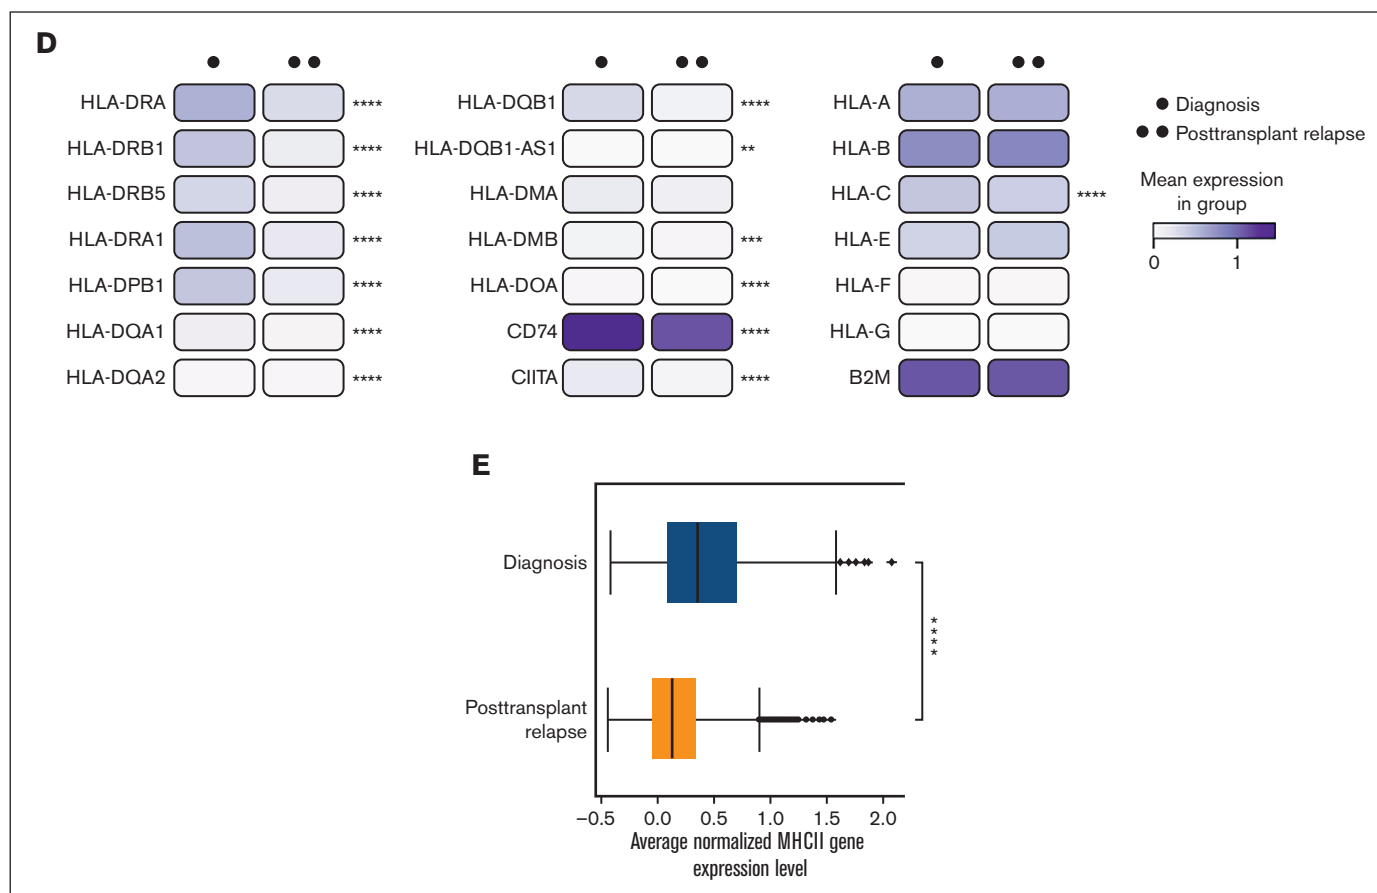 D
HLA-DRA ****
HLA-DRB1 ****
HLA-DRB5 ****
HLA-DRA1 ****
HLA-DPB1 ****
HLA-DQA1 ****
HLA-DQA2 ****
HLA-DQB1 ****
HLA-DQB1-AS1 **
HLA-DMA
HLA-DMB ***
HLA-DOA ****
CD74 ****
CIITA ****
HLA-A
HLA-B
HLA-C ****
HLA-E
HLA-F
HLA-G
B2M
Diagnosis
Posttransplant relapse
Mean expression
in group
0 1
E
Diagnosis
Posttransplant
relapse
****
−0.5 0.0 0.5 1.0 1.5 2.0
Average normalized MHCII gene
expression level